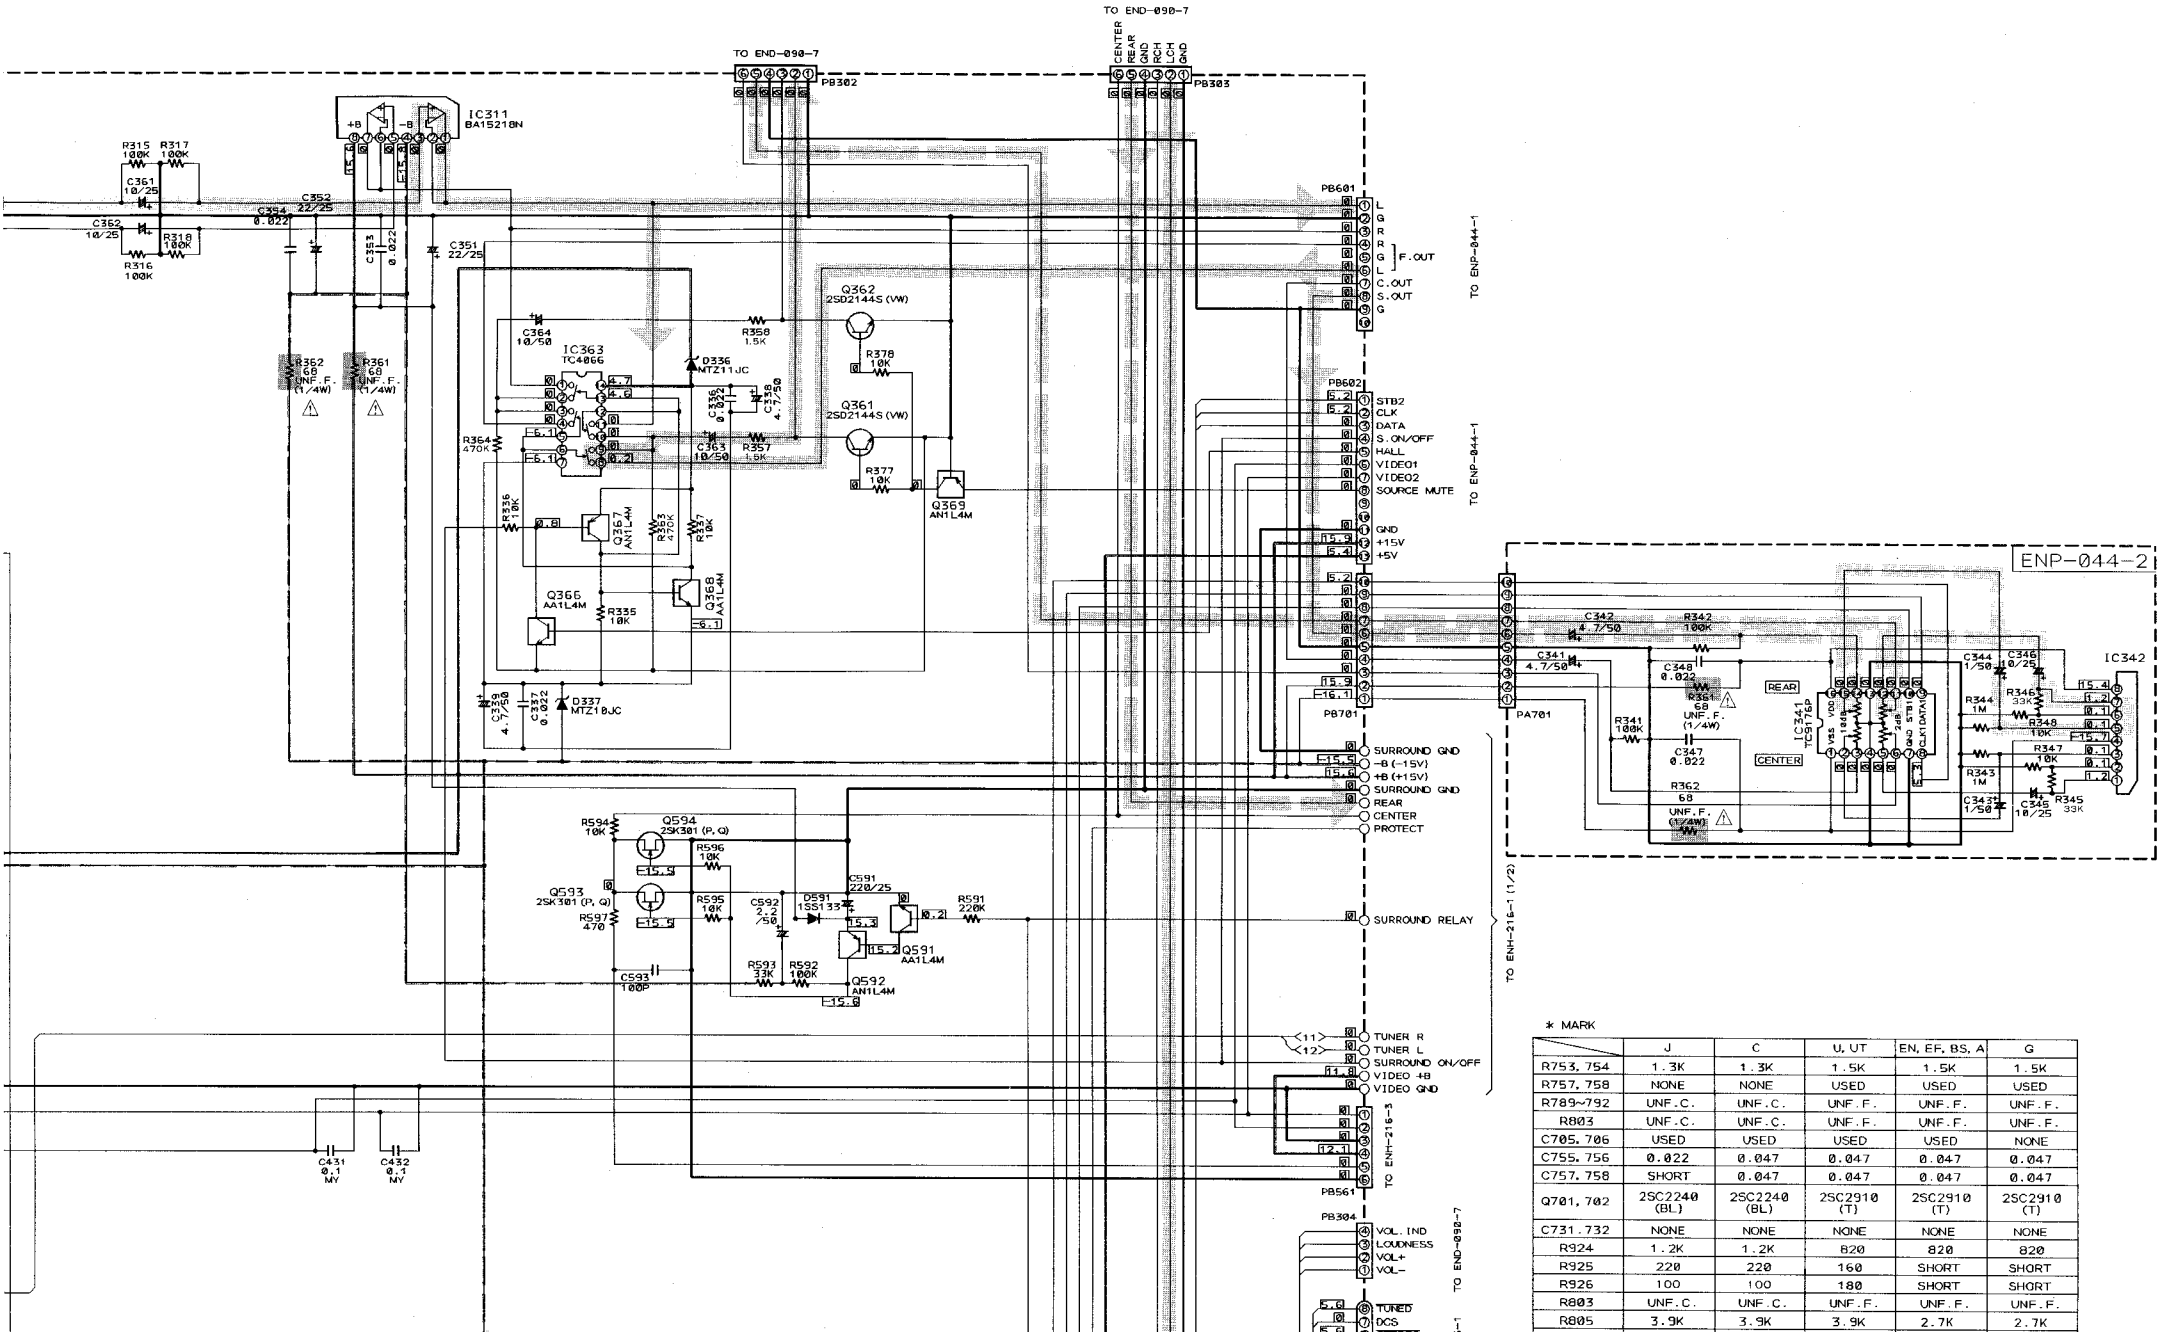 TO END-090-7
CENTER
REAR
GND
RCH
LCH
GND
PB303
TO END-090-7
PB302
IC311
BA15218N
+B
-B
R315
100K
R317
100K
C361
10/25
C362
10/25
R318
100K
R316
100K
C354
0.022
C352
22/25
C353
0.022
C351
22/25
R362
68
UNF.F.
(1/4W)
R361
68
UNF.F.
(1/4W)
C364
10/50
IC363
TC4066
R358
1.5K
D336
MTZ11JC
C336
0.022
C338
4.7/50
Q362
2SD2144S (VW)
R378
10K
Q361
2SD2144S (VW)
R377
10K
C363
10/50
R357
1.5K
Q369
AN1L4M
R364
470K
R336
10K
Q367
AN1L4M
R363
470K
R337
10K
Q366
AA1L4M
R335
10K
Q368
AA1L4M
C339
4.7/50
C337
0.022
D337
MTZ10JC
PB601
L
G
R
R
G
L
F.OUT
C.OUT
S.OUT
G
TO ENP-044-1
PB602
STB2
CLK
DATA
S.ON/OFF
HALL
VIDEO1
VIDEO2
SOURCE MUTE
GND
+15V
+5V
TO ENP-044-1
PB701
PA701
SURROUND GND
-B (-15V)
+B (+15V)
SURROUND GND
REAR
CENTER
PROTECT
SURROUND RELAY
TO ENH-216-1 (1/2)
R594
10K
Q594
2SK301 (P,Q)
R596
10K
Q593
2SK301 (P,Q)
R597
470
R595
10K
C592
2.2
/50
D591
1SS133
C591
220/25
R591
220K
Q591
AA1L4M
C593
100P
R593
33K
R592
100K
Q592
AN1L4M
<11>
<12>
TUNER R
TUNER L
SURROUND ON/OFF
VIDEO +B
VIDEO GND
TO ENH-216-3
PB561
C431
0.1
MY
C432
0.1
MY
PB304
VOL.IND
LOUDNESS
VOL+
VOL-
TO END-090-7
TUNED
DCS
ENP-044-2
C342
4.7/50
R342
100K
C341
4.7/50
C348
0.022
R361
68
UNF.F.
(1/4W)
R341
100K
C347
0.022
R362
68
UNF.F.
(1/4W)
REAR
CENTER
IC341
TC9176P
C344
1/50
C346
10/25
IC342
R344
1M
R346
33K
R348
10K
R347
10K
R343
1M
C343
1/50
C345
10/25
R345
33K
* MARK
J C U, UT EN, EF, BS, A G
R753, 754 1.3K 1.3K 1.5K 1.5K 1.5K
R757, 758 NONE NONE USED USED USED
R789~792 UNF.C. UNF.C. UNF.F. UNF.F. UNF.F.
R803 UNF.C. UNF.C. UNF.F. UNF.F. UNF.F.
C705, 706 USED USED USED USED NONE
C755, 756 0.022 0.047 0.047 0.047 0.047
C757, 758 SHORT 0.047 0.047 0.047 0.047
Q701, 702 2SC2240 (BL) 2SC2240 (BL) 2SC2910 (T) 2SC2910 (T) 2SC2910 (T)
C731, 732 NONE NONE NONE NONE NONE
R924 1.2K 1.2K 820 820 820
R925 220 220 160 SHORT SHORT
R926 100 100 180 SHORT SHORT
R803 UNF.C. UNF.C. UNF.F. UNF.F. UNF.F.
R805 3.9K 3.9K 3.9K 2.7K 2.7K